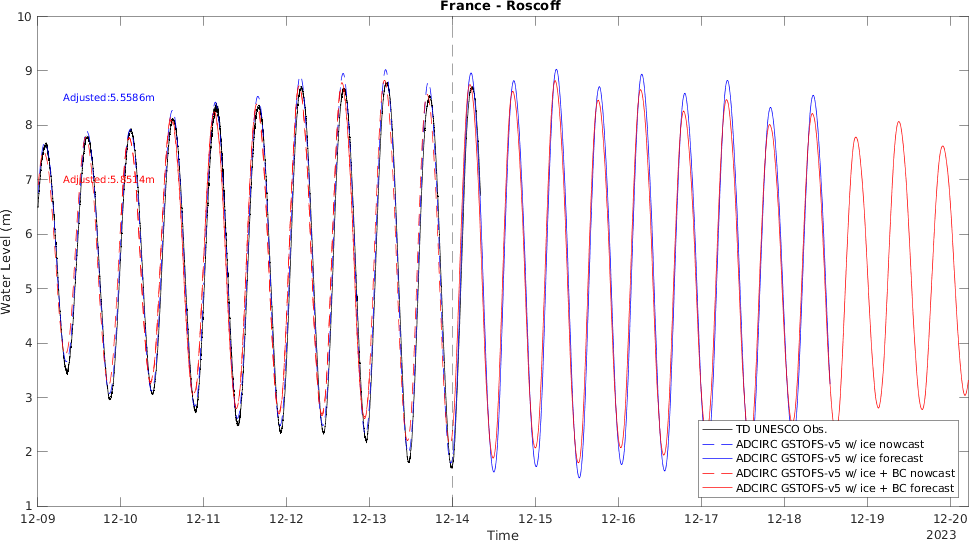 France - Roscoff
10
9
8
7
6
5
4
3
2
1
Water Level (m)
Adjusted:5.5586m
Adjusted:5.8514m
TD UNESCO Obs.
ADCIRC GSTOFS-v5 w/ ice nowcast
ADCIRC GSTOFS-v5 w/ ice forecast
ADCIRC GSTOFS-v5 w/ ice + BC nowcast
ADCIRC GSTOFS-v5 w/ ice + BC forecast
12-09 12-10 12-11 12-12 12-13 12-14 12-15 12-16 12-17 12-18 12-19 12-20
Time
2023